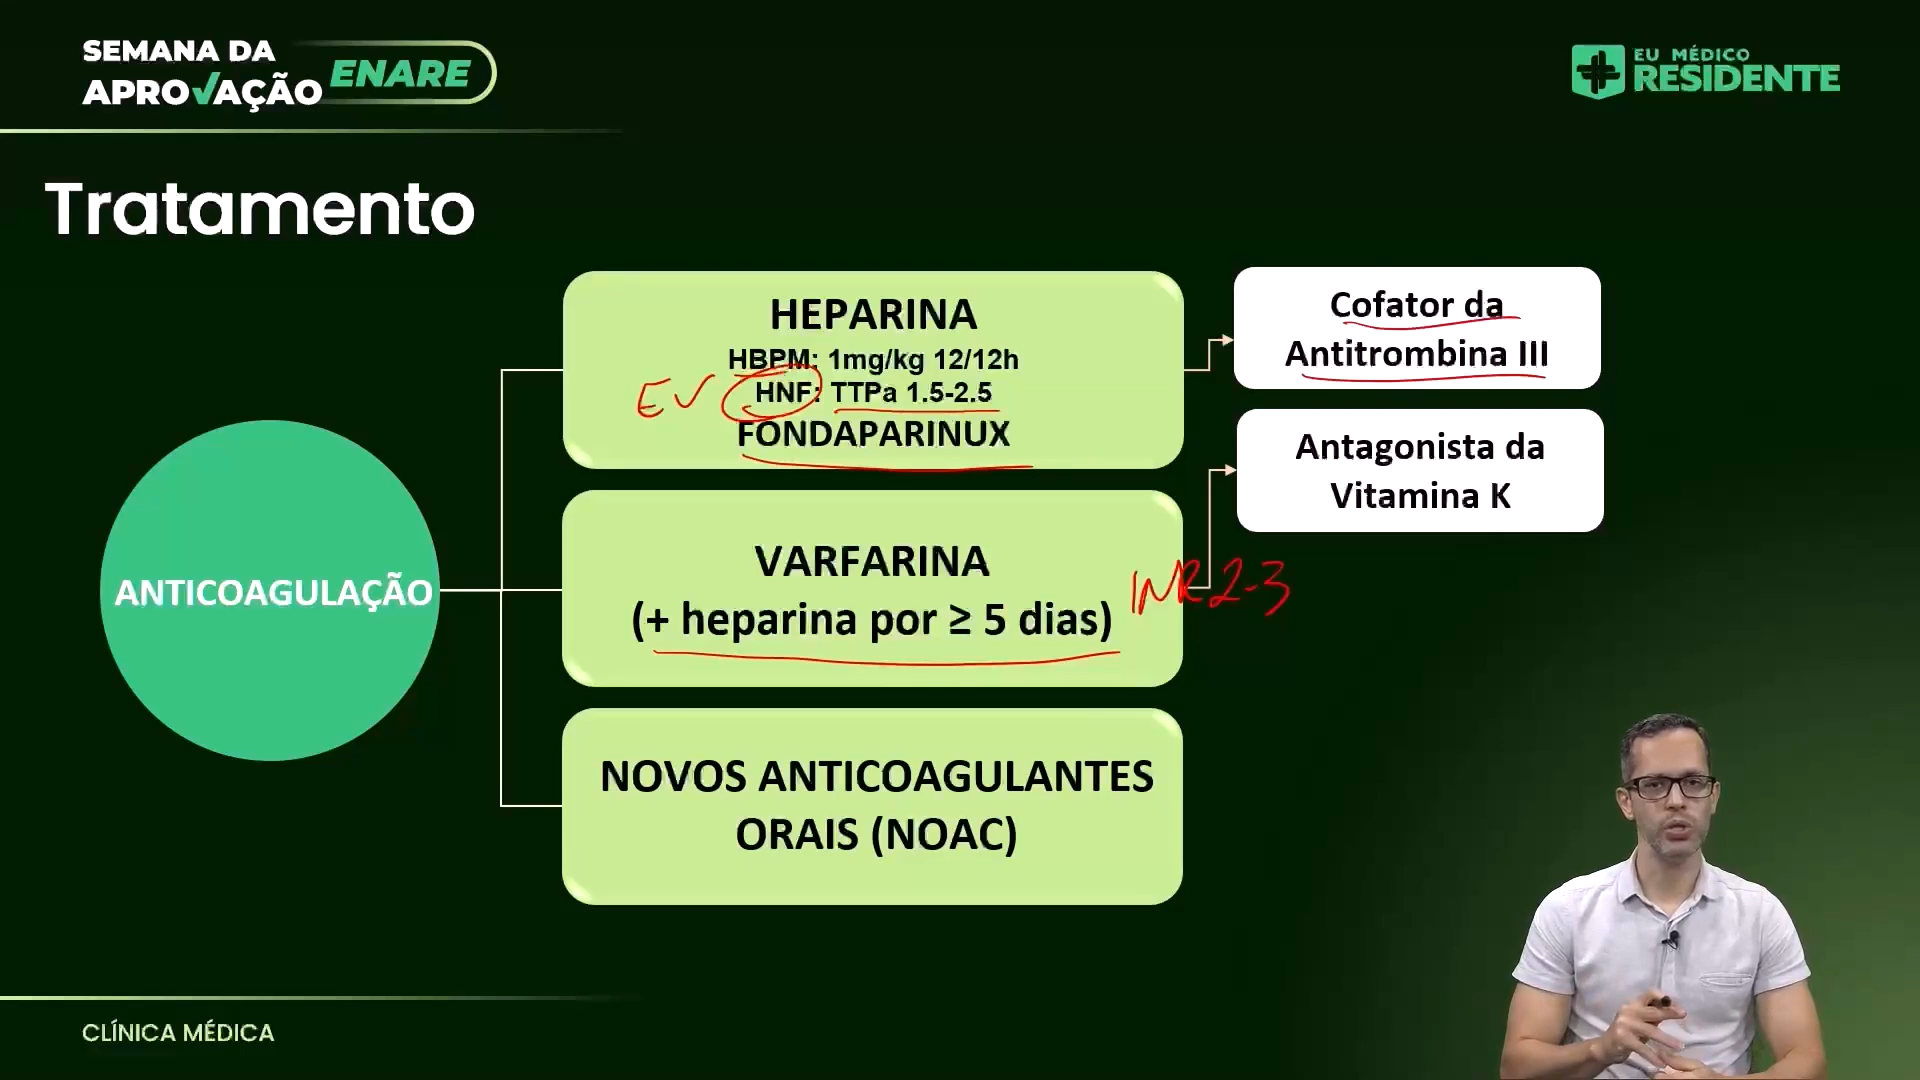 SEMANA DA
APROVAÇÃO
ENARE
EU MÉDICO
RESIDENTE
Tratamento
HEPARINA
HBPM: 1mg/kg 12/12h
EV
HNF: TTPa 1.5-2.5
FONDAPARINUX
Cofator da
Antitrombina III
Antagonista da
Vitamina K
ANTICOAGULAÇÃO
VARFARINA
(+ heparina por ≥ 5 dias)
INR 2-3
NOVOS ANTICOAGULANTES
ORAIS (NOAC)
CLÍNICA MÉDICA